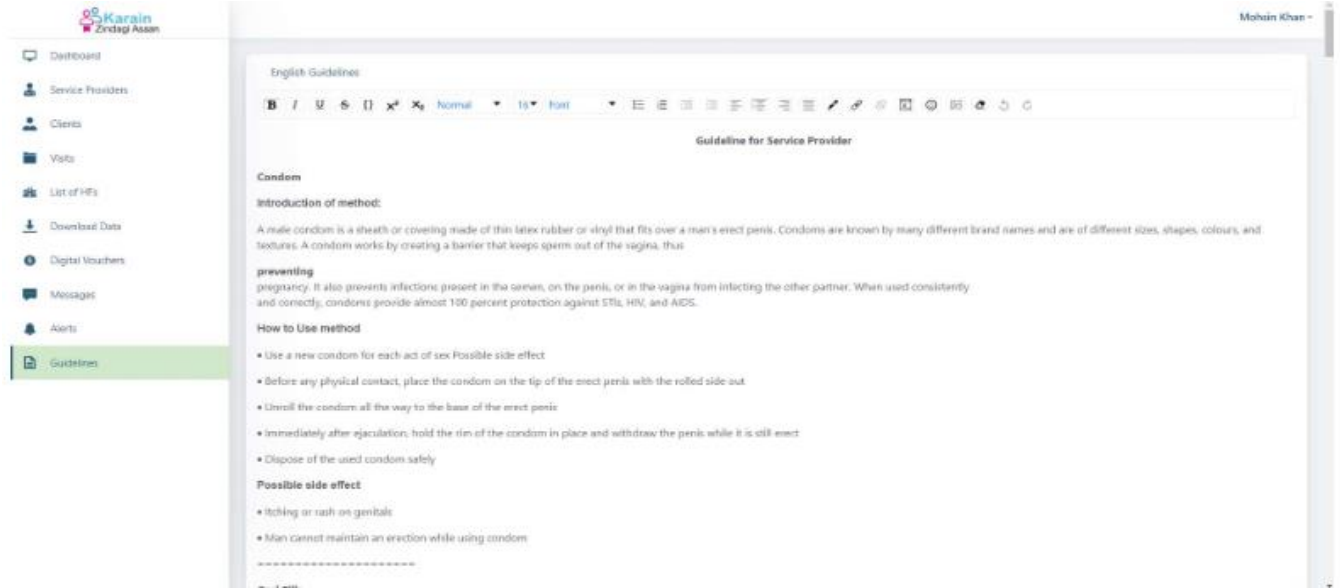 Karain
Zindagi Assan
Mohsin Khan
Dashboard
Service Providers
Clients
Visits
List of HFs
Download Data
Digital Vouchers
Messages
Alerts
Guidelines
English Guidelines
B I U S {} x² x₂ Normal 16 Font
Guideline for Service Provider
Condom
Introduction of method:
A male condom is a sheath or covering made of thin latex rubber or vinyl that fits over a man's erect penis. Condoms are known by many different brand names and are of different sizes, shapes, colours, and
textures. A condom works by creating a barrier that keeps sperm out of the vagina, thus
preventing
pregnancy. It also prevents infections present in the semen, on the penis, or in the vagina from infecting the other partner. When used consistently
and correctly, condoms provide almost 100 percent protection against STIs, HIV, and AIDS.
How to Use method
• Use a new condom for each act of sex Possible side effect
• Before any physical contact, place the condom on the tip of the erect penis with the rolled side out
• Unroll the condom all the way to the base of the erect penis
• Immediately after ejaculation, hold the rim of the condom in place and withdraw the penis while it is still erect
• Dispose of the used condom safely
Possible side effect
• Itching or rash on genitals
• Man cannot maintain an erection while using condom
=====================